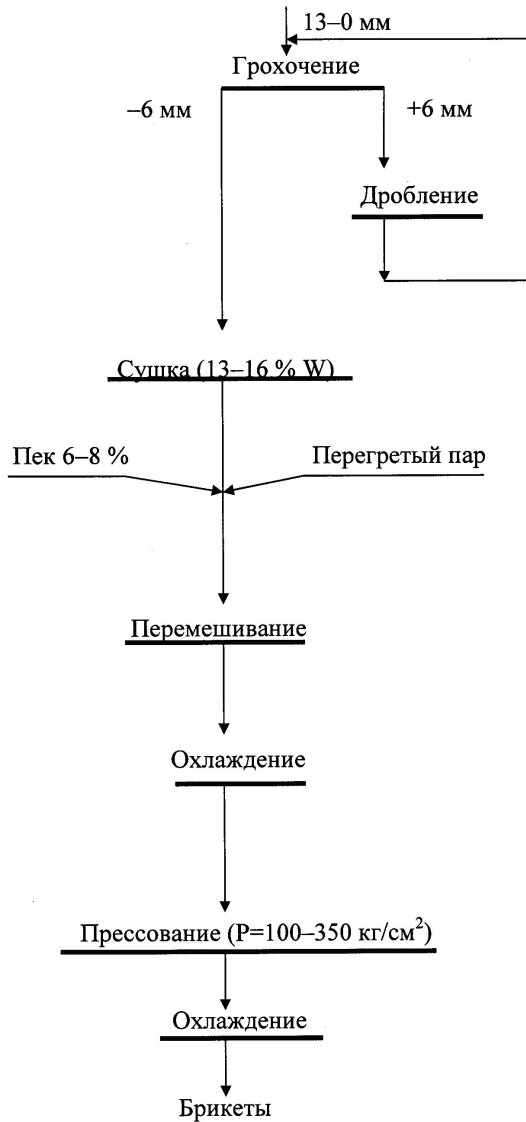 13–0 мм
Грохочение
–6 мм
+6 мм
Дробление
Сушка (13–16 % W)
Пек 6–8 %
Перегретый пар
Перемешивание
Охлаждение
Прессование (P=100–350 кг/см²)
Охлаждение
Брикеты